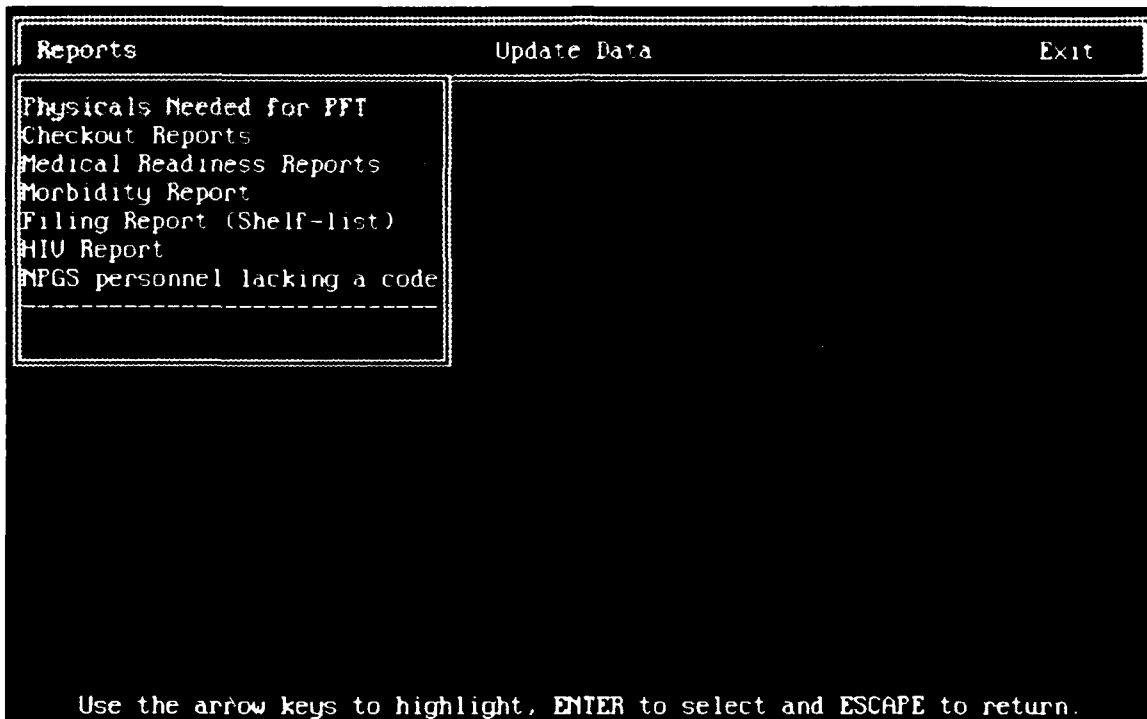 Reports Update Data Exit
Physicals Needed for PFT
Checkout Reports
Medical Readiness Reports
Morbidity Report
Filing Report (Shelf-list)
HIV Report
NPGS personnel lacking a code
Use the arrow keys to highlight, ENTER to select and ESCAPE to return.